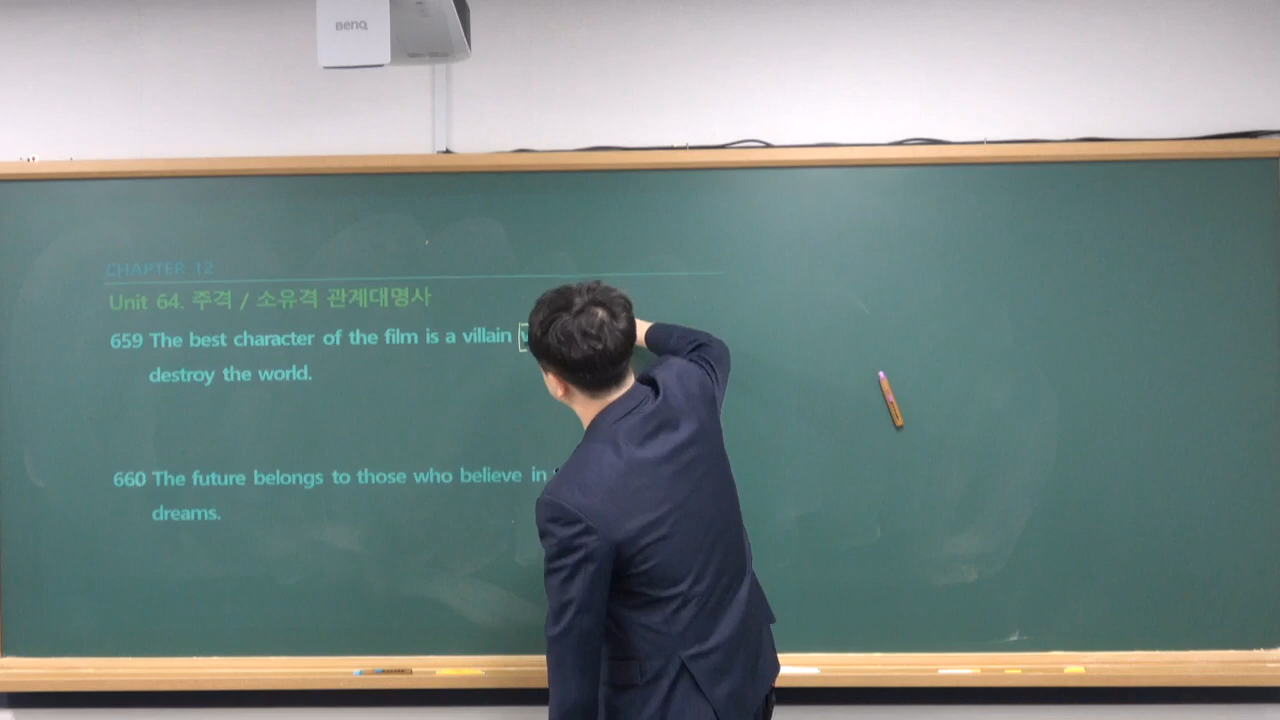 BenQ
CHAPTER 12
Unit 64. 주격 / 소유격 관계대명사
659 The best character of the film is a villain
destroy the world.
660 The future belongs to those who believe in
dreams.